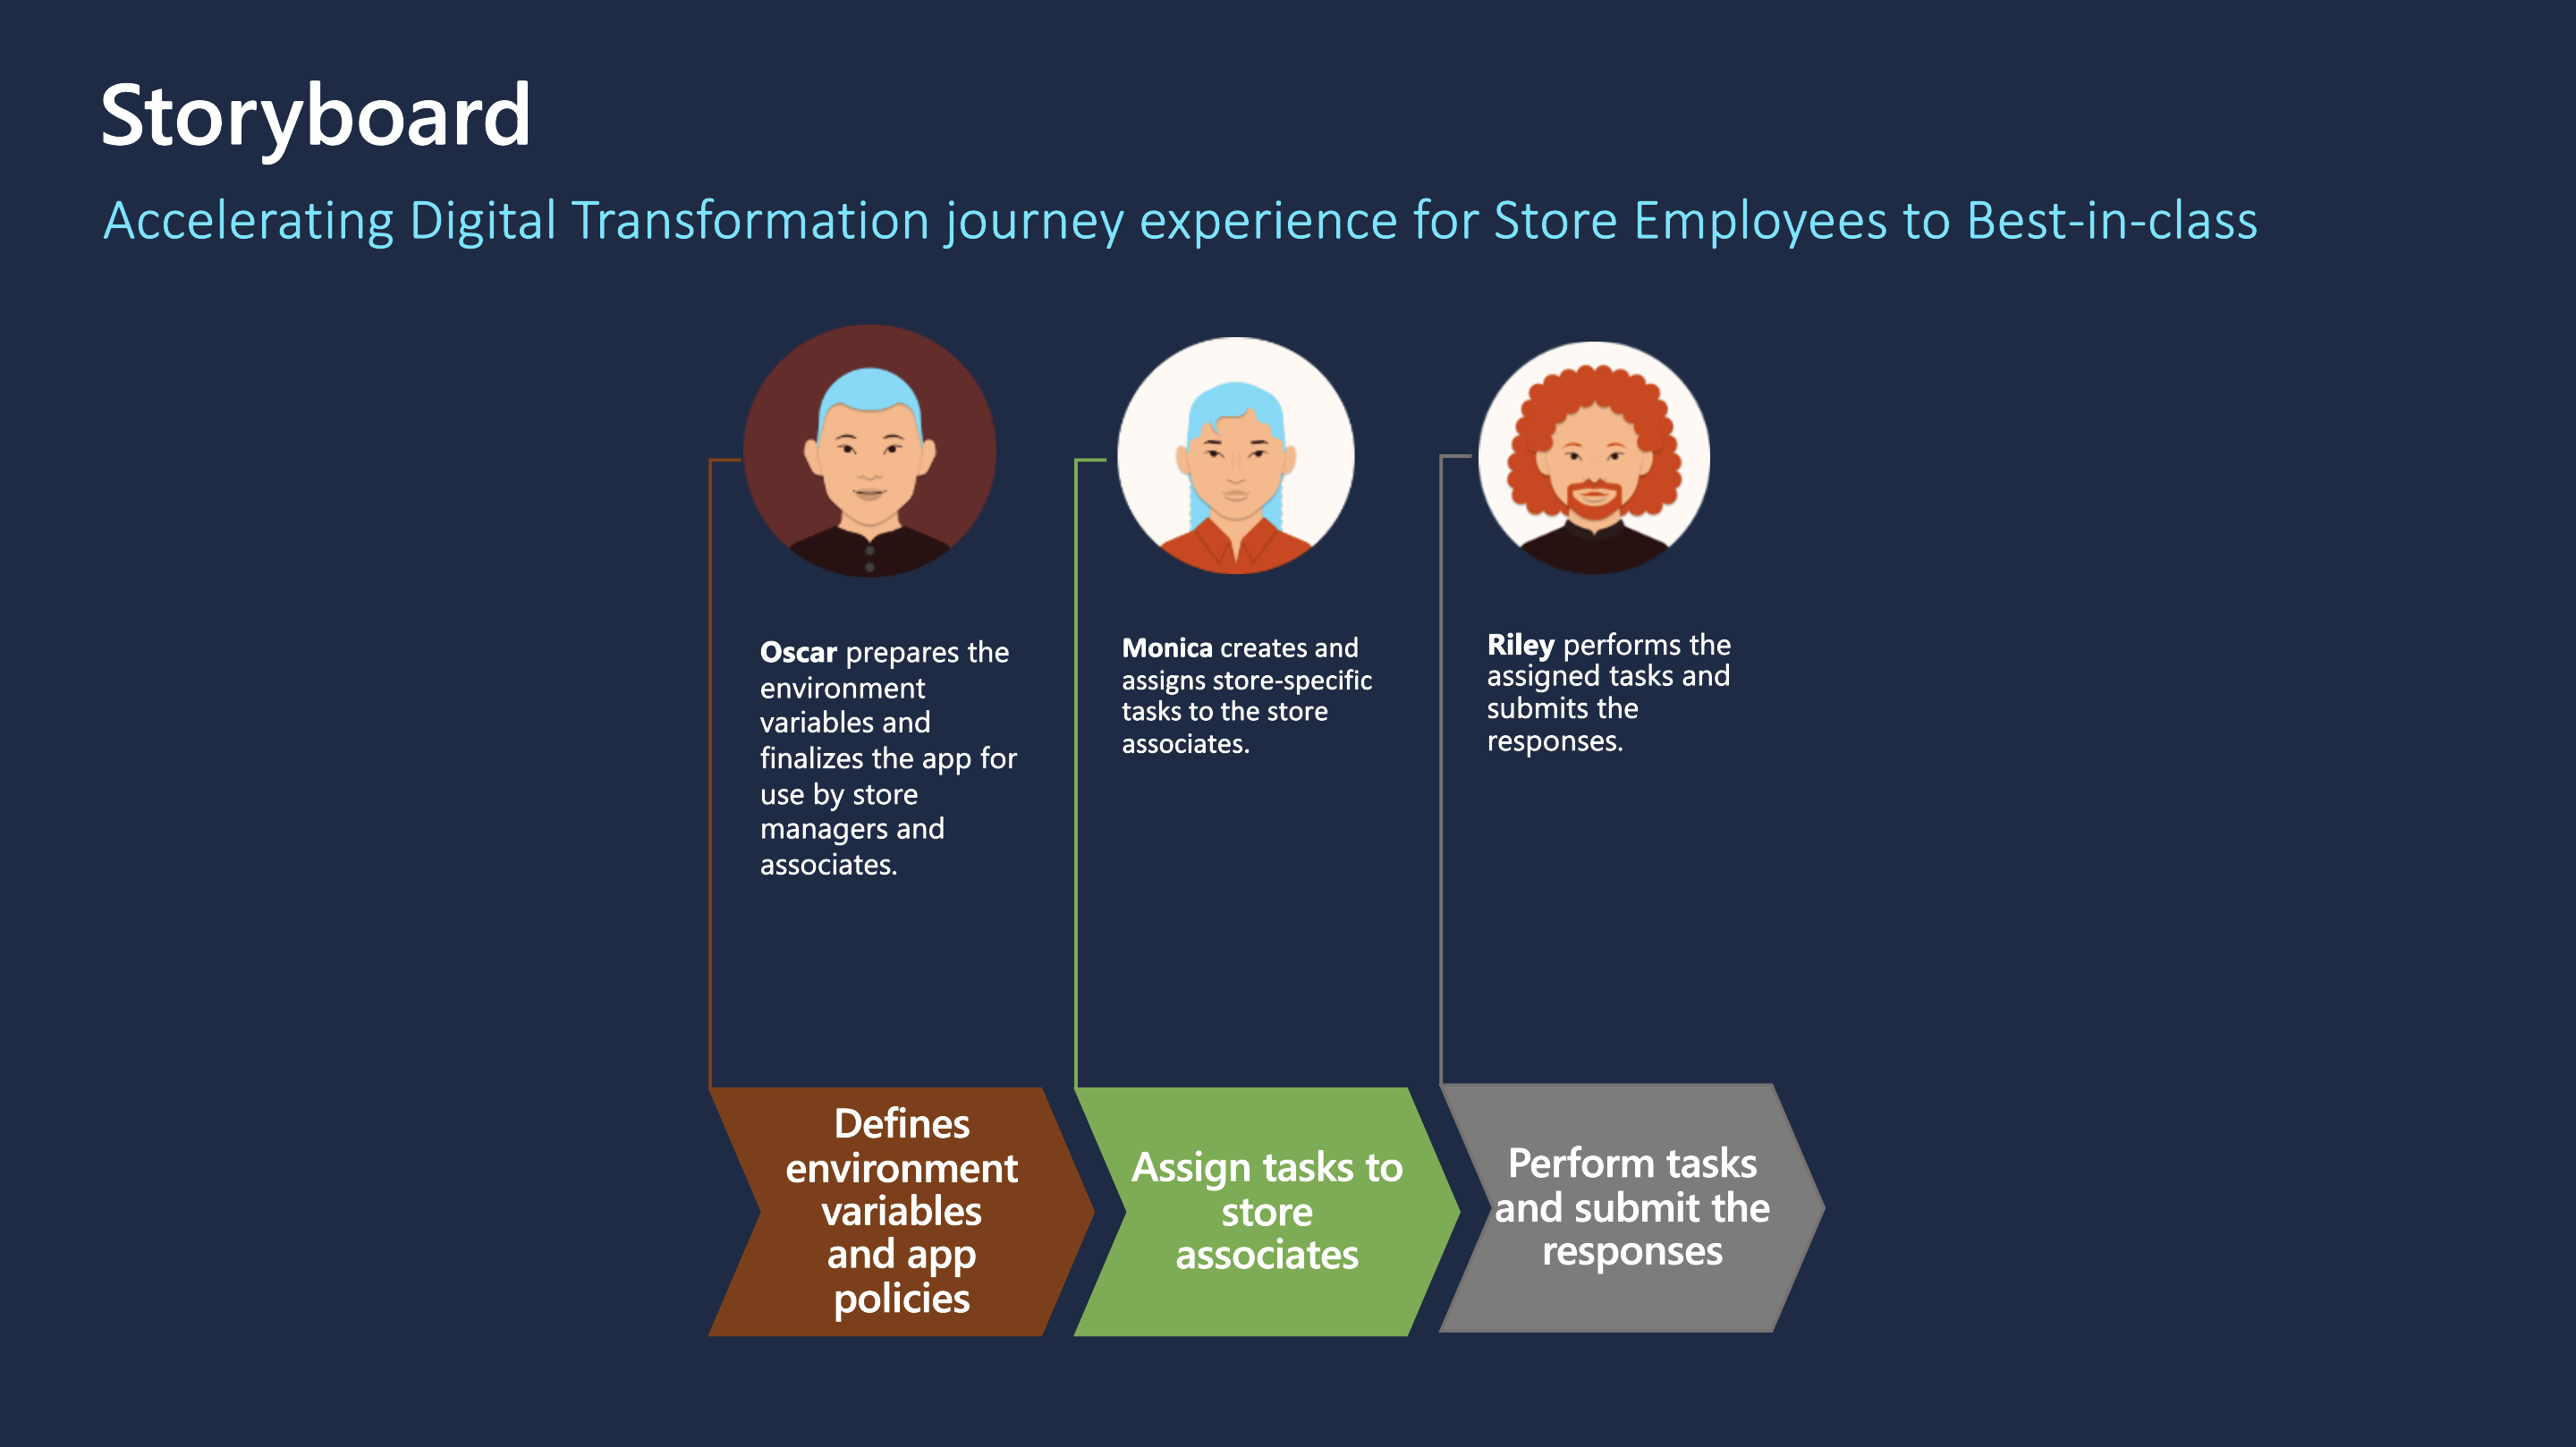 Storyboard
Accelerating Digital Transformation journey experience for Store Employees to Best-in-class
Oscar prepares the
environment
variables and
finalizes the app for
use by store
managers and
associates.
Monica creates and
assigns store-specific
tasks to the store
associates.
Riley performs the
assigned tasks and
submits the
responses.
Defines
environment
variables
and app
policies
Assign tasks to
store
associates
Perform tasks
and submit the
responses